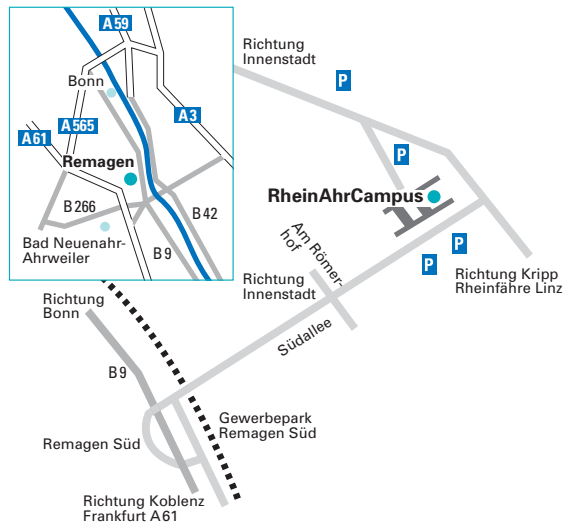 A59
Bonn
A565
A3
A61
Remagen
B266
B42
Bad Neuenahr-
Ahrweiler
B9
Richtung
Innenstadt
P
P
RheinAhrCampus
P
P
Am Römer-
hof
Richtung
Innenstadt
Richtung Kripp
Rheinfähre Linz
Südallee
Richtung
Bonn
B9
Gewerbepark
Remagen Süd
Remagen Süd
Richtung Koblenz
Frankfurt A61